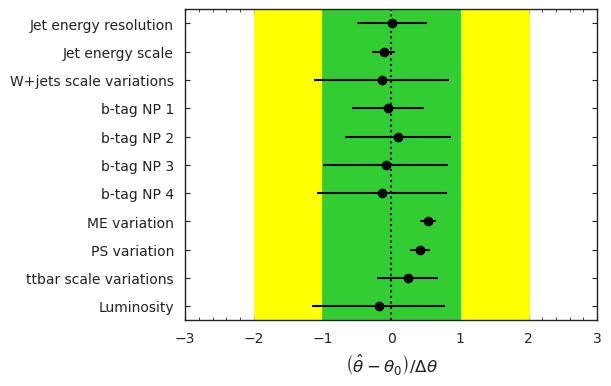 Jet energy resolution
Jet energy scale
W+jets scale variations
b-tag NP 1
b-tag NP 2
b-tag NP 3
b-tag NP 4
ME variation
PS variation
ttbar scale variations
Luminosity
−3 −2 −1 0 1 2 3
(θ̂ − θ₀)/Δθ